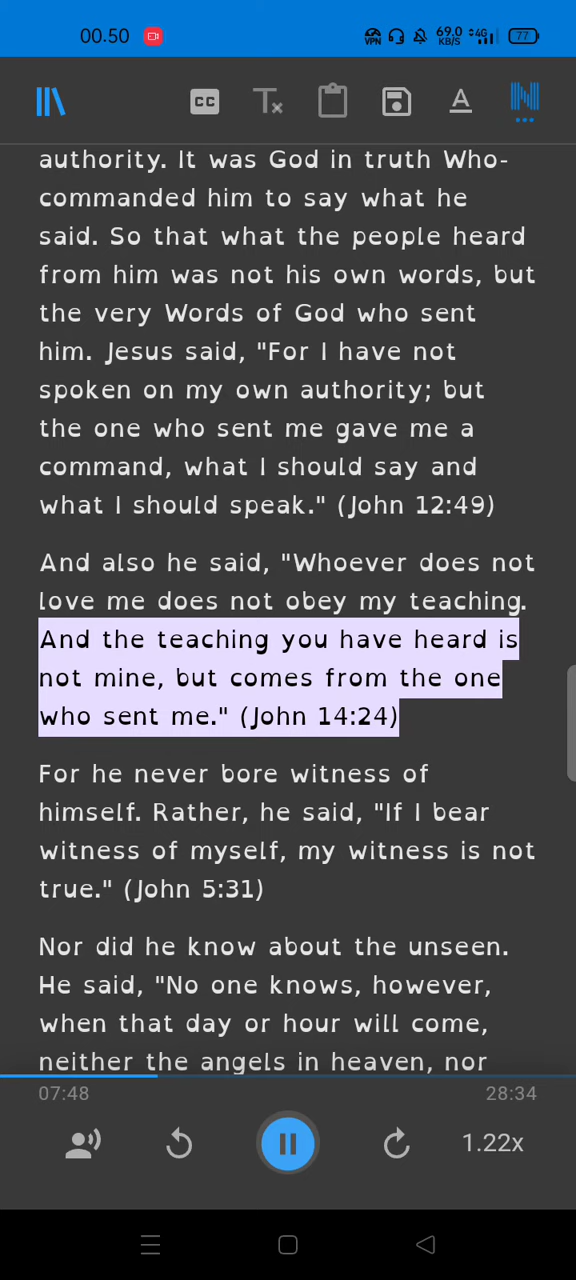 00.50
VPN
69.0
KB/S
4G
77
CC
authority. It was God in truth Who-
commanded him to say what he
said. So that what the people heard
from him was not his own words, but
the very Words of God who sent
him. Jesus said, "For I have not
spoken on my own authority; but
the one who sent me gave me a
command, what I should say and
what I should speak." (John 12:49)
And also he said, "Whoever does not
love me does not obey my teaching.
And the teaching you have heard is
not mine, but comes from the one
who sent me." (John 14:24)
For he never bore witness of
himself. Rather, he said, "If I bear
witness of myself, my witness is not
true." (John 5:31)
Nor did he know about the unseen.
He said, "No one knows, however,
when that day or hour will come,
neither the angels in heaven, nor
07:48
28:34
1.22x